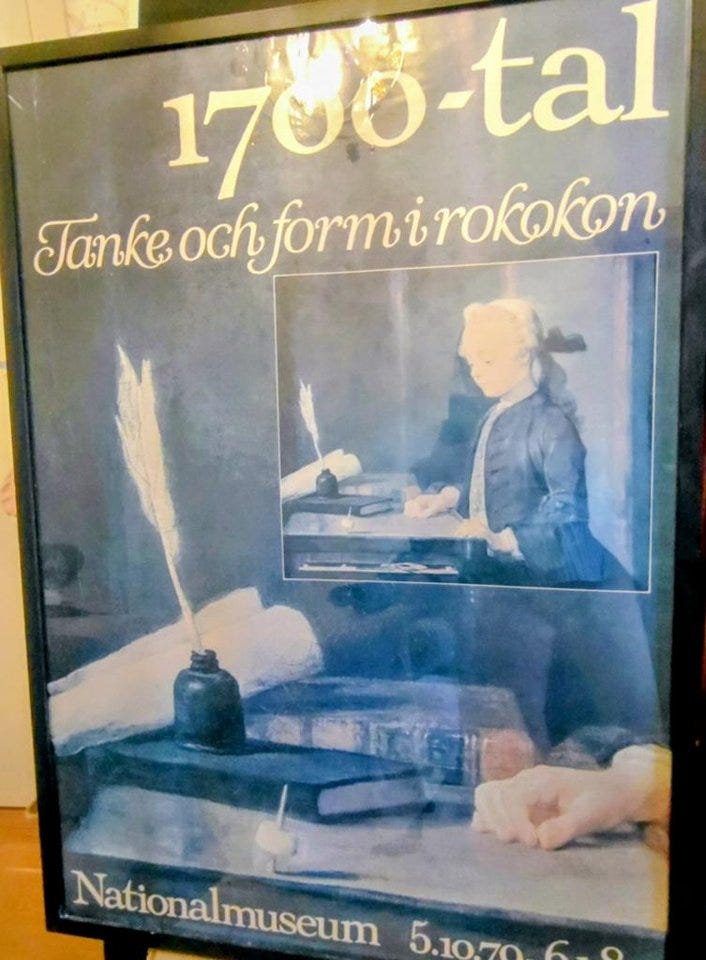 1700-tal
Tanke och form i rokokon
Nationalmuseum 5.10.79-6.1.8